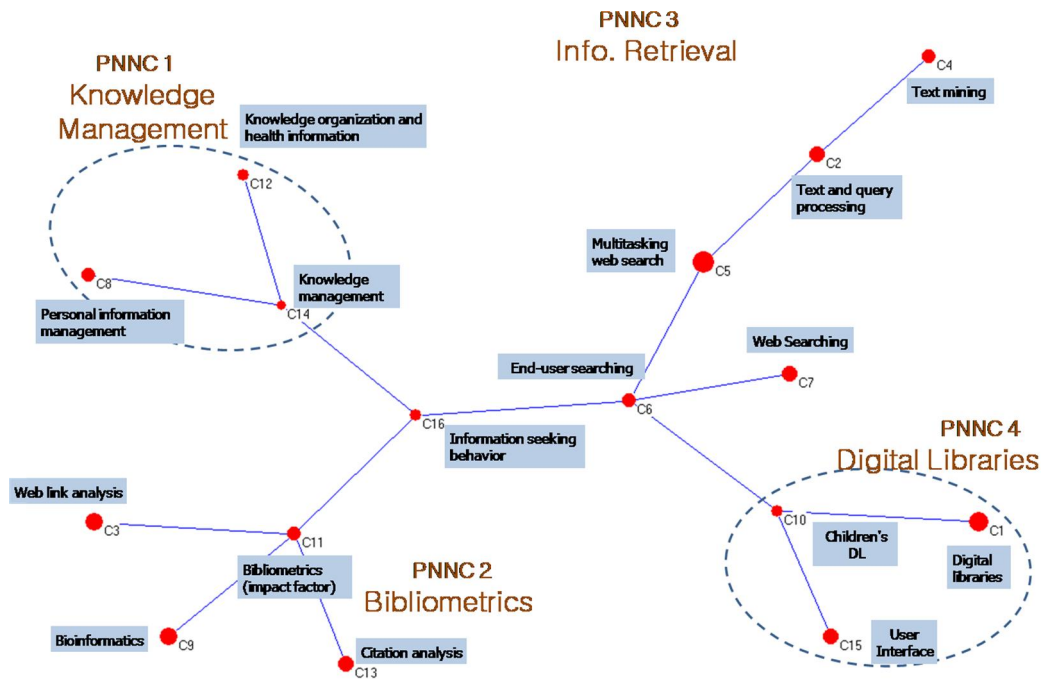 PNNC 3
Info. Retrieval
PNNC 1
Knowledge
Management
C4
Text mining
Knowledge organization and
health information
C12
C2
Text and query
processing
Multitasking
web search
C5
C8
Personal information
management
Knowledge
management
C14
Web Searching
C7
End-user searching
C6
C16
Information seeking
behavior
PNNC 4
Digital Libraries
Web link analysis
C3
C11
Bibliometrics
(impact factor)
PNNC 2
Bibliometrics
C10
Children's
DL
C1
Digital
libraries
Bioinformatics
C9
Citation analysis
C13
C15
User
Interface